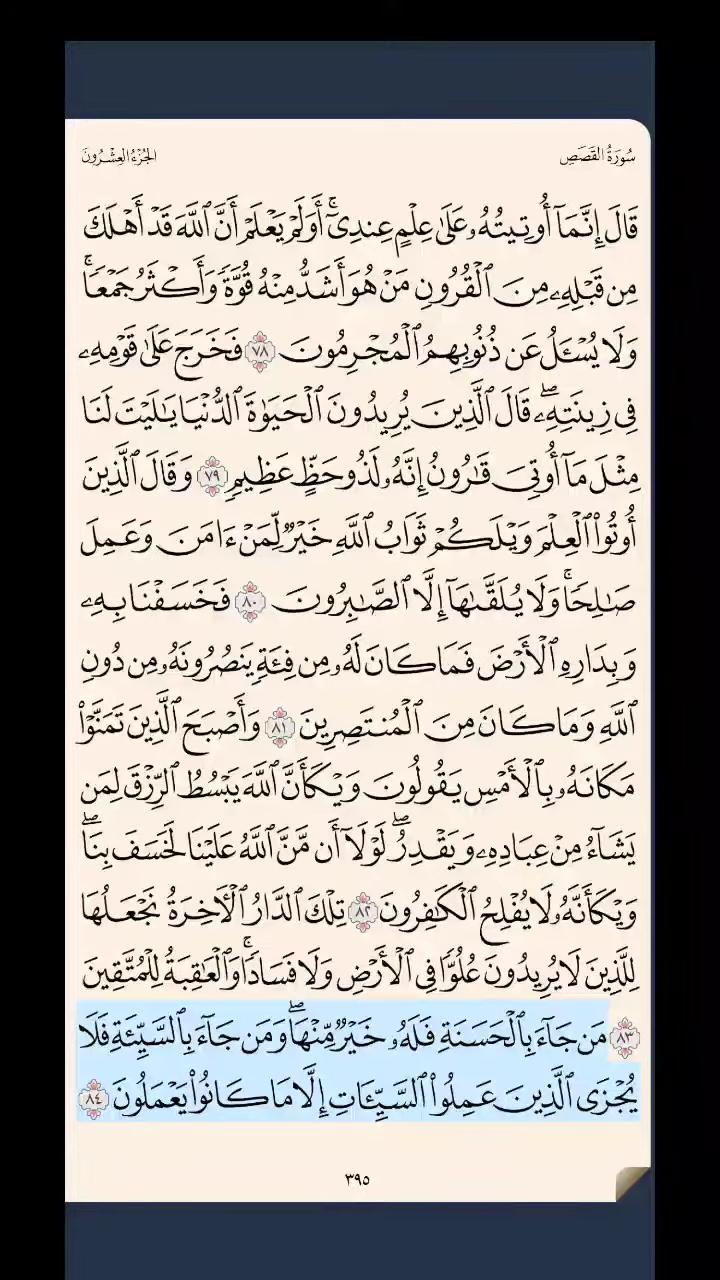 سُورَةُ القَصَصِ
الجُزْءُ العِشْرُونَ
قَالَ إِنَّمَآ أُوتِيتُهُۥ عَلَىٰ عِلْمٍ عِندِىٓۚ أَوَلَمْ يَعْلَمْ أَنَّ ٱللَّهَ قَدْ أَهْلَكَ
مِن قَبْلِهِۦ مِنَ ٱلْقُرُونِ مَنْ هُوَ أَشَدُّ مِنْهُ قُوَّةً وَأَكْثَرُ جَمْعًاۚ
وَلَا يُسْـَٔلُ عَن ذُنُوبِهِمُ ٱلْمُجْرِمُونَ ٧٨ فَخَرَجَ عَلَىٰ قَوْمِهِۦ
فِى زِينَتِهِۦۖ قَالَ ٱلَّذِينَ يُرِيدُونَ ٱلْحَيَوٰةَ ٱلدُّنْيَا يَـٰلَيْتَ لَنَا
مِثْلَ مَآ أُوتِىَ قَـٰرُونُ إِنَّهُۥ لَذُو حَظٍّ عَظِيمٍ ٧٩ وَقَالَ ٱلَّذِينَ
أُوتُوا۟ ٱلْعِلْمَ وَيْلَكُمْ ثَوَابُ ٱللَّهِ خَيْرٌ لِّمَنْ ءَامَنَ وَعَمِلَ
صَـٰلِحًاۚ وَلَا يُلَقَّىٰهَآ إِلَّا ٱلصَّـٰبِرُونَ ٨٠ فَخَسَفْنَا بِهِۦ
وَبِدَارِهِ ٱلْأَرْضَ فَمَا كَانَ لَهُۥ مِن فِئَةٍ يَنصُرُونَهُۥ مِن دُونِ
ٱللَّهِ وَمَا كَانَ مِنَ ٱلْمُنتَصِرِينَ ٨١ وَأَصْبَحَ ٱلَّذِينَ تَمَنَّوْا۟
مَكَانَهُۥ بِٱلْأَمْسِ يَقُولُونَ وَيْكَأَنَّ ٱللَّهَ يَبْسُطُ ٱلرِّزْقَ لِمَن
يَشَآءُ مِنْ عِبَادِهِۦ وَيَقْدِرُۖ لَوْلَآ أَن مَّنَّ ٱللَّهُ عَلَيْنَا لَخَسَفَ بِنَاۖ
وَيْكَأَنَّهُۥ لَا يُفْلِحُ ٱلْكَـٰفِرُونَ ٨٢ تِلْكَ ٱلدَّارُ ٱلْـَٔاخِرَةُ نَجْعَلُهَا
لِلَّذِينَ لَا يُرِيدُونَ عُلُوًّا فِى ٱلْأَرْضِ وَلَا فَسَادًاۚ وَٱلْعَـٰقِبَةُ لِلْمُتَّقِينَ
٨٣ مَن جَآءَ بِٱلْحَسَنَةِ فَلَهُۥ خَيْرٌ مِّنْهَاۖ وَمَن جَآءَ بِٱلسَّيِّئَةِ فَلَا
يُجْزَى ٱلَّذِينَ عَمِلُوا۟ ٱلسَّيِّـَٔاتِ إِلَّا مَا كَانُوا۟ يَعْمَلُونَ ٨٤
٣٩٥